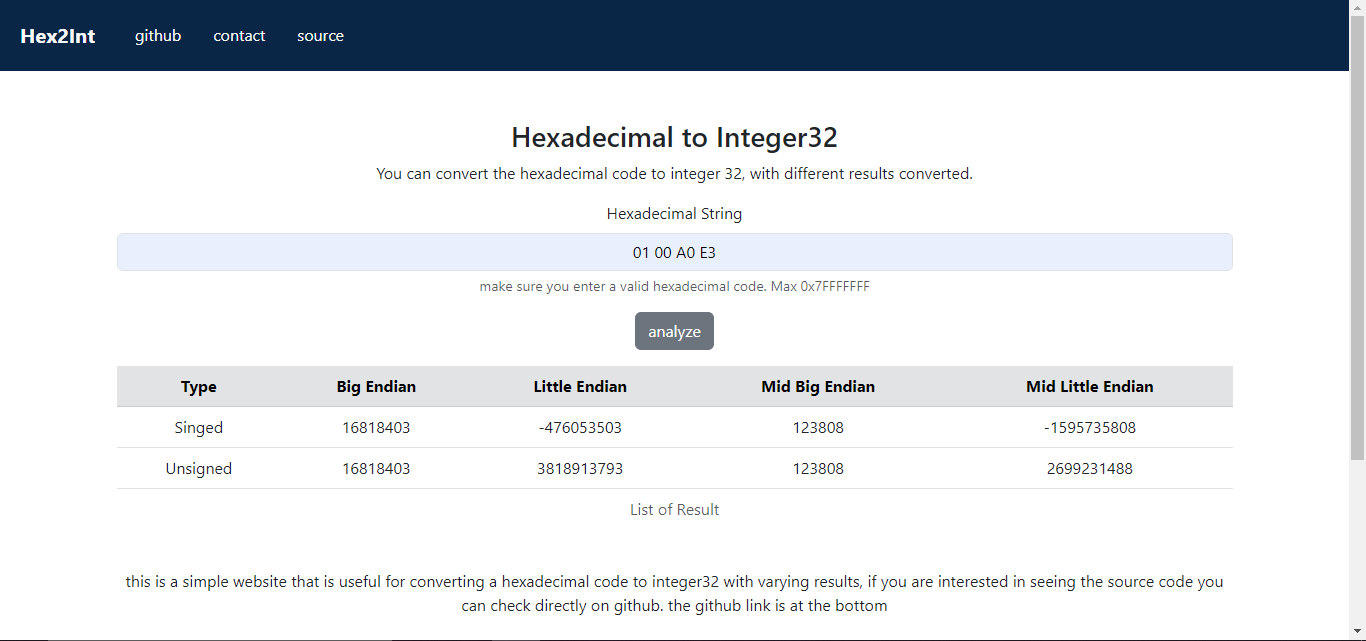 Hex2Int github contact source
Hexadecimal to Integer32
You can convert the hexadecimal code to integer 32, with different results converted.
Hexadecimal String
01 00 A0 E3
make sure you enter a valid hexadecimal code. Max 0x7FFFFFFF
analyze
Type Big Endian Little Endian Mid Big Endian Mid Little Endian
Singed 16818403 -476053503 123808 -1595735808
Unsigned 16818403 3818913793 123808 2699231488
List of Result
this is a simple website that is useful for converting a hexadecimal code to integer32 with varying results, if you are interested in seeing the source code you
can check directly on github. the github link is at the bottom